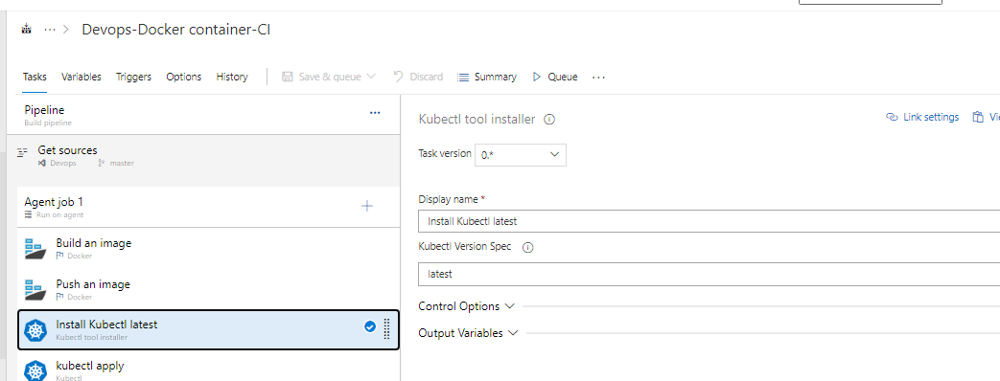 ··· > Devops-Docker container-CI
Tasks Variables Triggers Options History Save & queue Discard Summary Queue ···
Pipeline ···
Build pipeline
Get sources
Devops master
Agent job 1 +
Run on agent
Build an image
Docker
Push an image
Docker
Install Kubectl latest
Kubectl tool installer
kubectl apply
Kubectl
Kubectl tool installer
Link settings
Task version 0.*
Display name *
Install Kubectl latest
Kubectl Version Spec
latest
Control Options
Output Variables